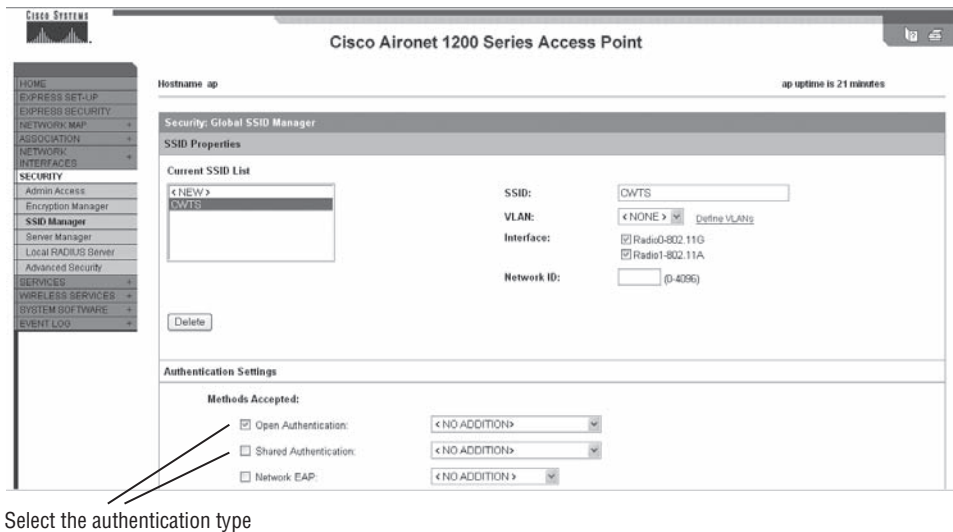 CISCO SYSTEMS
Cisco Aironet 1200 Series Access Point
HOME
EXPRESS SET-UP
EXPRESS SECURITY
NETWORK MAP +
ASSOCIATION +
NETWORK INTERFACES +
SECURITY
Admin Access
Encryption Manager
SSID Manager
Server Manager
Local RADIUS Server
Advanced Security
SERVICES +
WIRELESS SERVICES +
SYSTEM SOFTWARE +
EVENT LOG +
Hostname ap
ap uptime is 21 minutes
Security: Global SSID Manager
SSID Properties
Current SSID List
< NEW >
CWTS
Delete
SSID: CWTS
VLAN: < NONE > Define VLANs
Interface: Radio0-802.11G
Radio1-802.11A
Network ID: (0-4096)
Authentication Settings
Methods Accepted:
Open Authentication: < NO ADDITION>
Shared Authentication: < NO ADDITION>
Network EAP: < NO ADDITION >
Select the authentication type